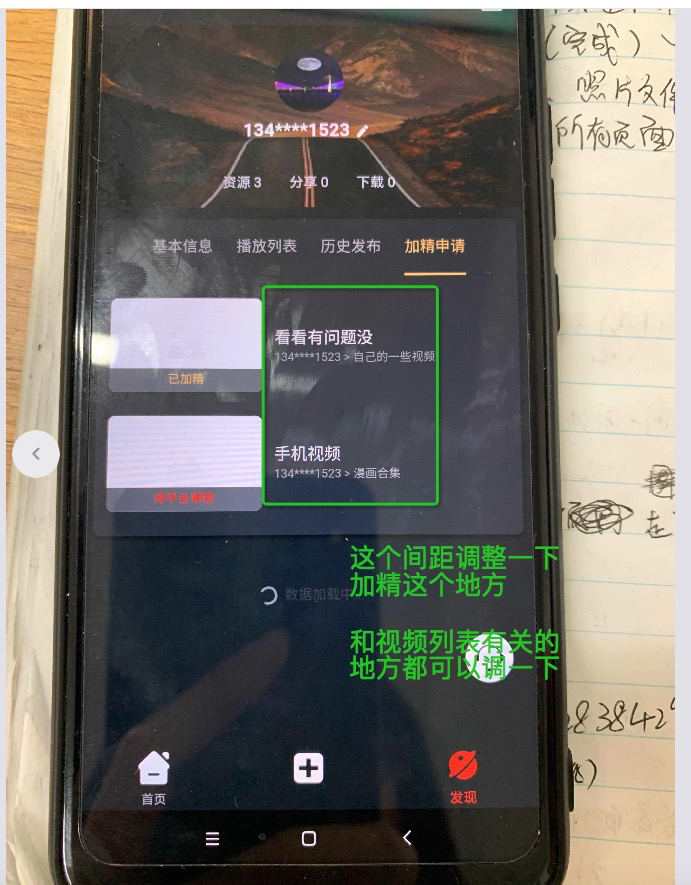 (完成)
照片文件
所有页面
134****1523
资源 3 分享 0 下载 0
基本信息 播放列表 历史发布 加精申请
看看有问题没
134****1523 > 自己的一些视频
已加精
手机视频
134****1523 > 漫画合集
待平台审核
在
这个间距调整一下
加精这个地方
数据加载中
和视频列表有关的
地方都可以调一下
首页
发现